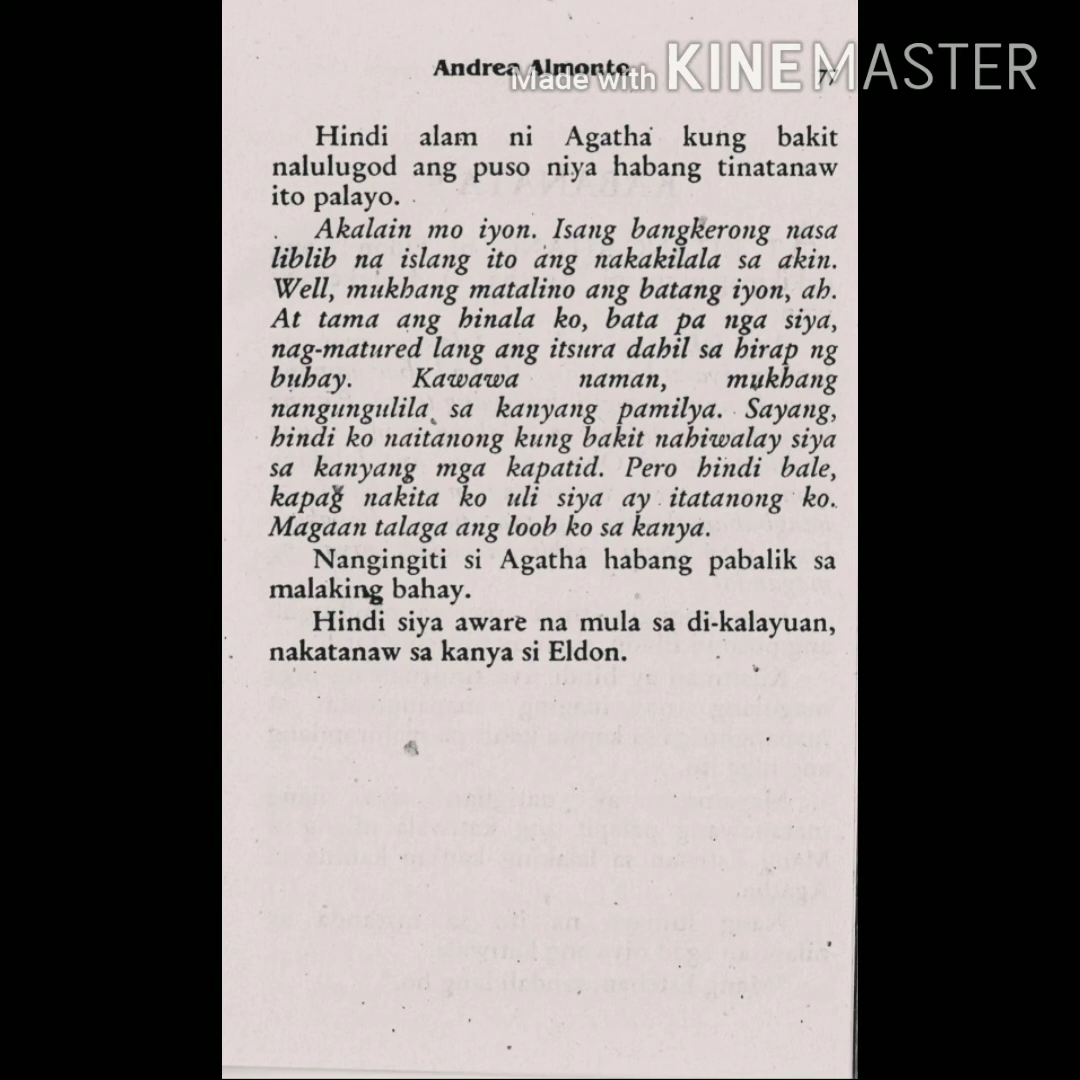 Andrea Almonte 77
Made with KINEMASTER
Hindi alam ni Agatha kung bakit
nalulugod ang puso niya habang tinatanaw
ito palayo.
Akalain mo iyon. Isang bangkerong nasa
liblib na islang ito ang nakakilala sa akin.
Well, mukhang matalino ang batang iyon, ah.
At tama ang hinala ko, bata pa nga siya,
nag-matured lang ang itsura dahil sa hirap ng
buhay. Kawawa naman, mukhang
nangungulila sa kanyang pamilya. Sayang,
hindi ko naitanong kung bakit nahiwalay siya
sa kanyang mga kapatid. Pero hindi bale,
kapag nakita ko uli siya ay itatanong ko.
Magaan talaga ang loob ko sa kanya.
Nangingiti si Agatha habang pabalik sa
malaking bahay.
Hindi siya aware na mula sa di-kalayuan,
nakatanaw sa kanya si Eldon.